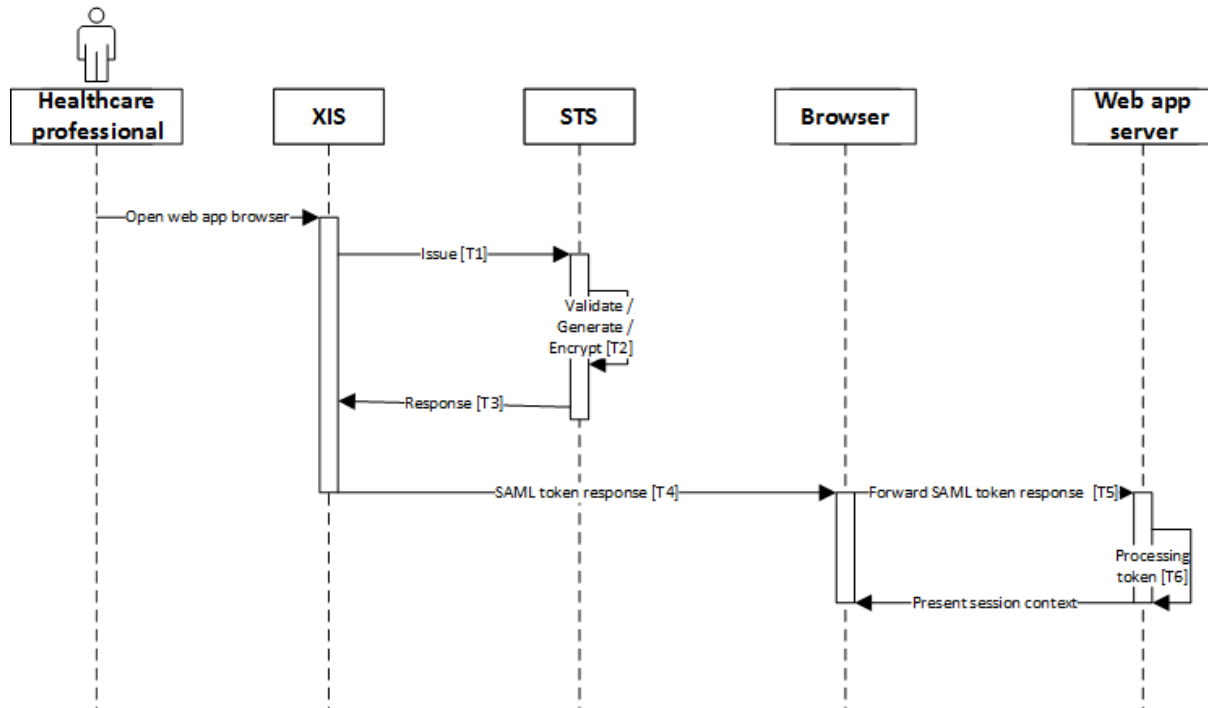 Healthcare
professional
XIS
STS
Browser
Web app
server
Open web app browser
Issue [T1]
Validate /
Generate /
Encrypt [T2]
Response [T3]
SAML token response [T4]
Forward SAML token response [T5]
Processing
token [T6]
Present session context